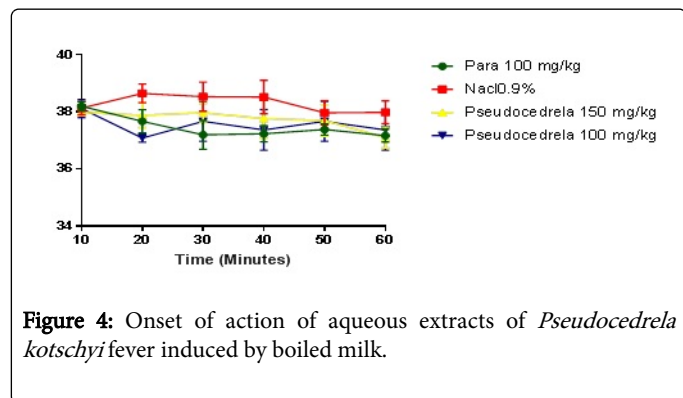 40
38
36
34
10 20 30 40 50 60
Time (Minutes)
Para 100 mg/kg
Nacl0.9%
Pseudocedrela 150 mg/kg
Pseudocedrela 100 mg/kg
Figure 4: Onset of action of aqueous extracts of Pseudocedrela
kotschyi fever induced by boiled milk.